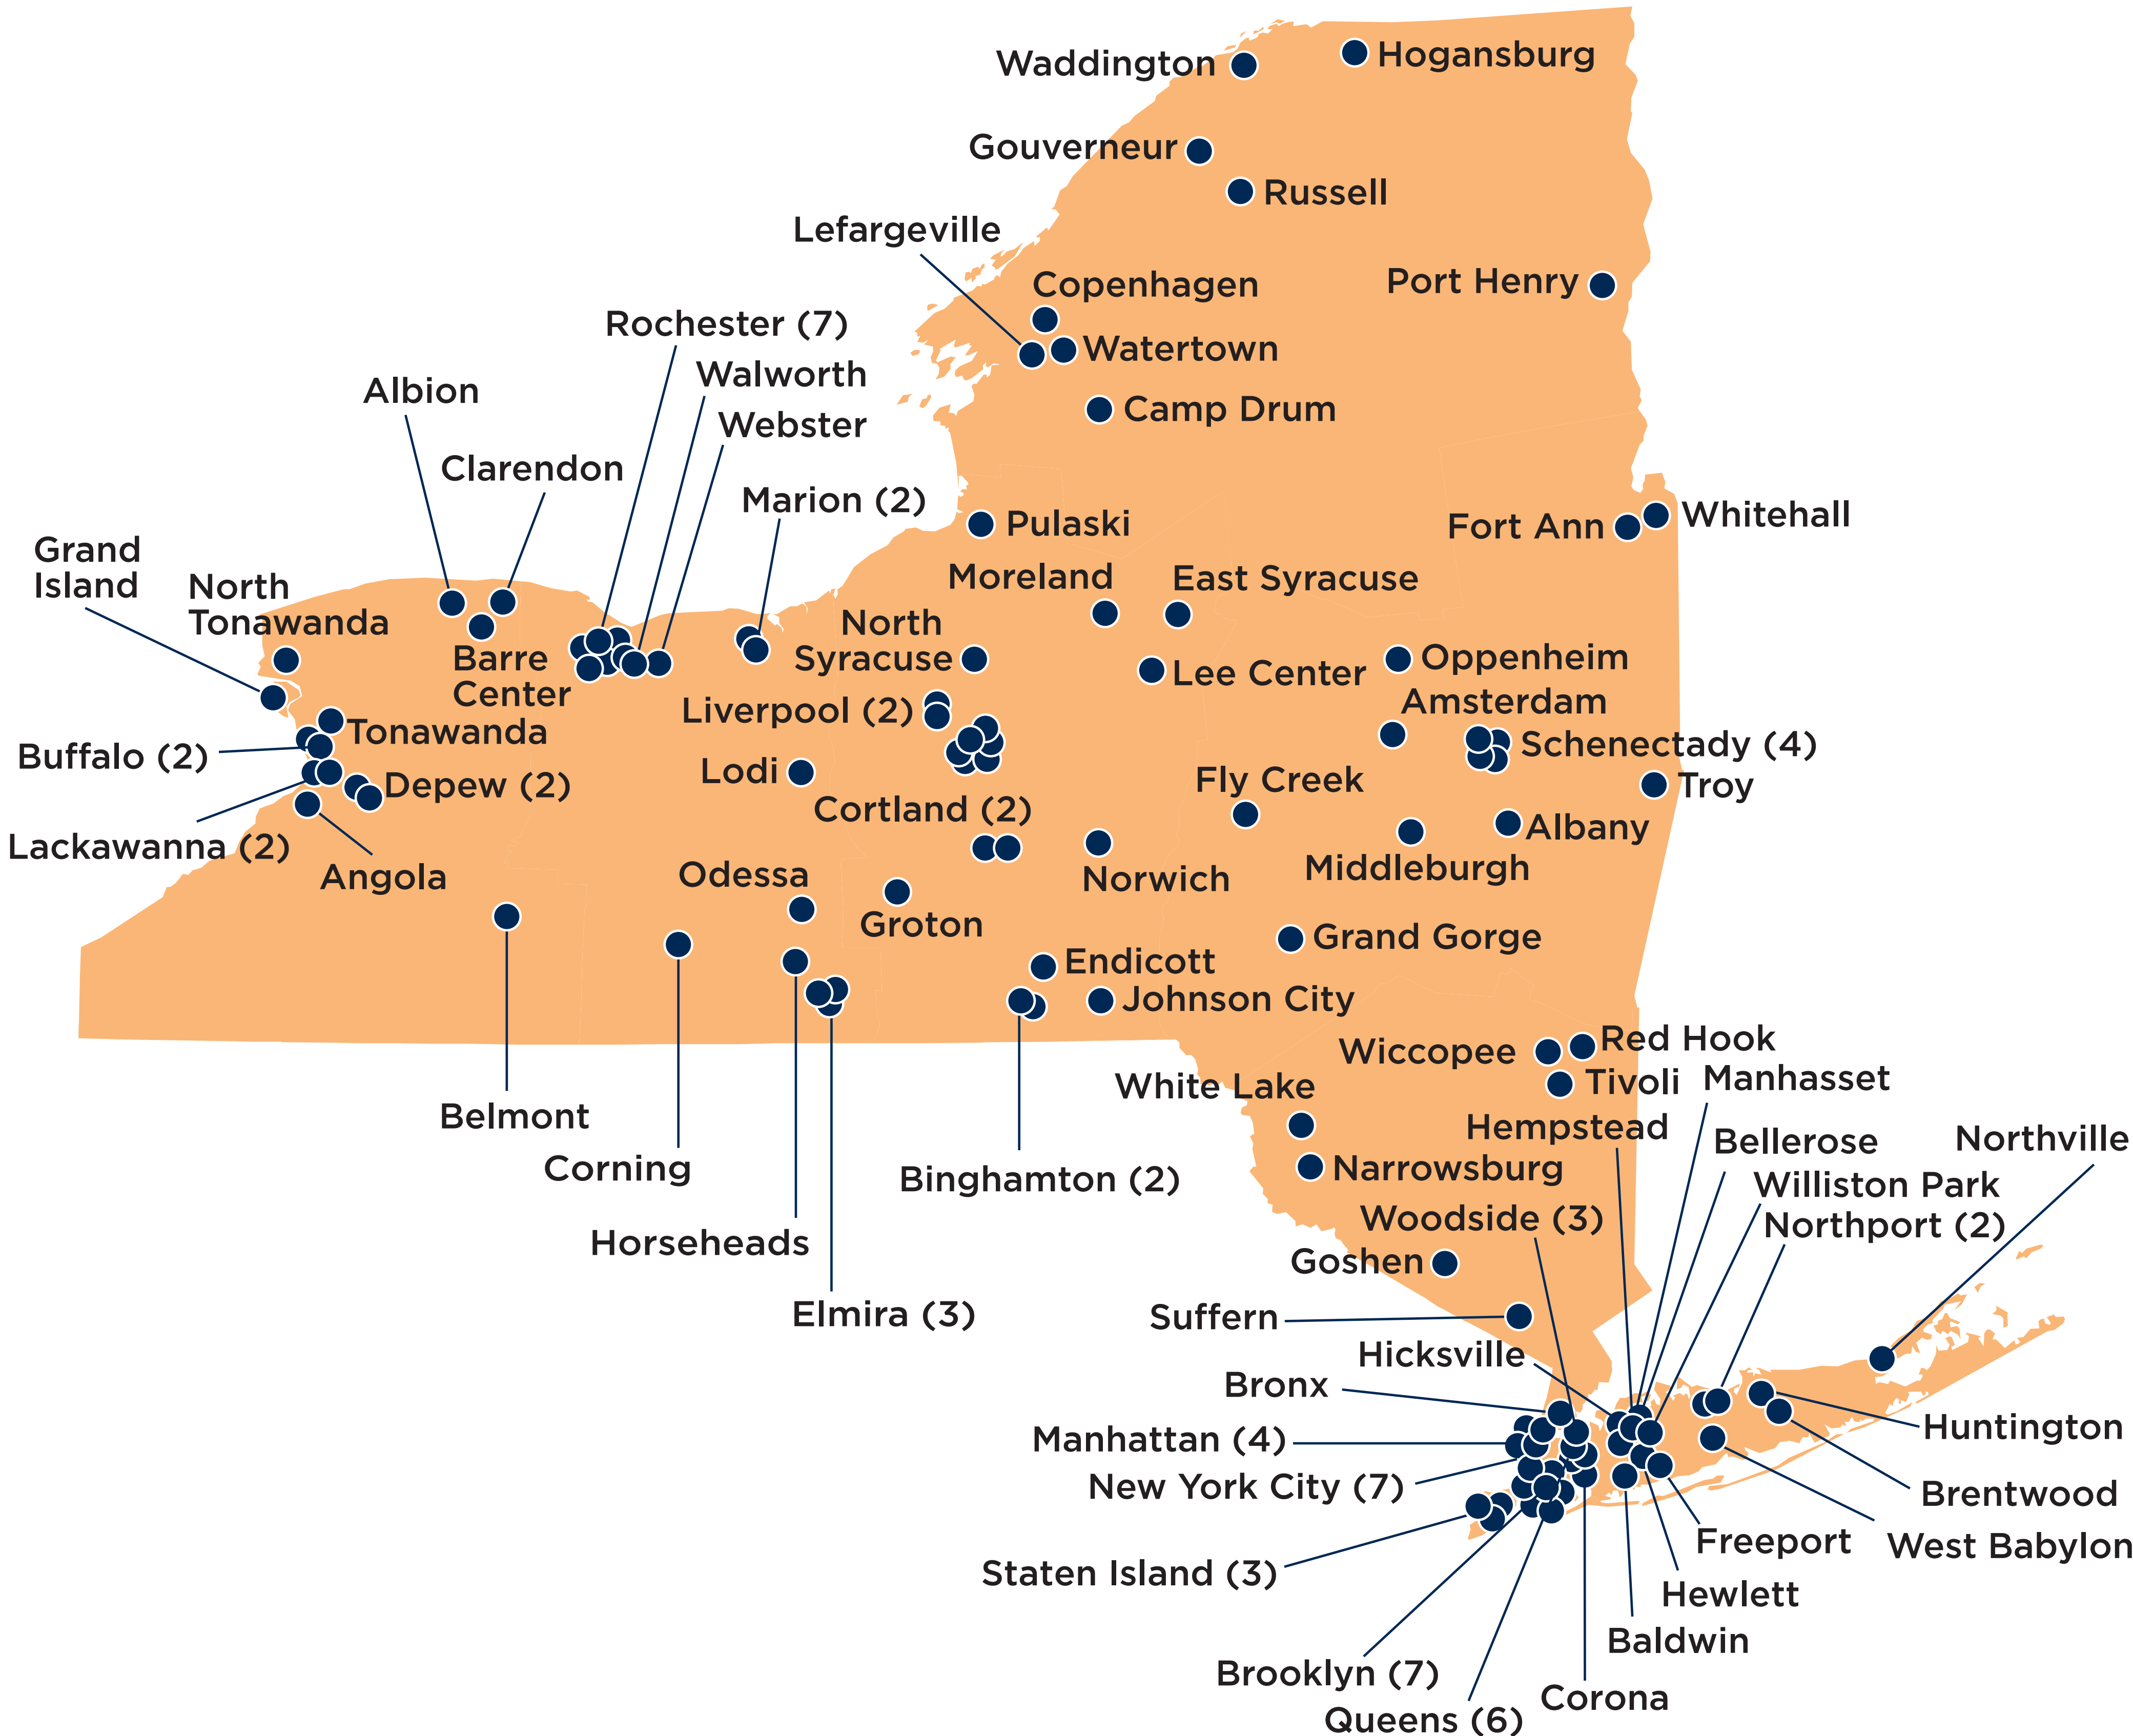 Waddington
Hogansburg
Gouverneur
Russell
Lefargeville
Copenhagen
Port Henry
Rochester (7)
Watertown
Walworth
Albion
Camp Drum
Webster
Clarendon
Marion (2)
Pulaski
Whitehall
Fort Ann
Grand
Island
North
Tonawanda
Moreland
East Syracuse
North
Syracuse
Barre
Center
Oppenheim
Lee Center
Amsterdam
Liverpool (2)
Tonawanda
Schenectady (4)
Buffalo (2)
Lodi
Fly Creek
Depew (2)
Troy
Cortland (2)
Albany
Lackawanna (2)
Middleburgh
Angola
Odessa
Norwich
Groton
Grand Gorge
Endicott
Johnson City
Red Hook
Wiccopee
Manhasset
Tivoli
White Lake
Belmont
Hempstead
Bellerose
Northville
Corning
Narrowsburg
Binghamton (2)
Williston Park
Woodside (3)
Northport (2)
Horseheads
Goshen
Elmira (3)
Suffern
Hicksville
Bronx
Huntington
Manhattan (4)
New York City (7)
Brentwood
Freeport
West Babylon
Staten Island (3)
Hewlett
Baldwin
Brooklyn (7)
Corona
Queens (6)